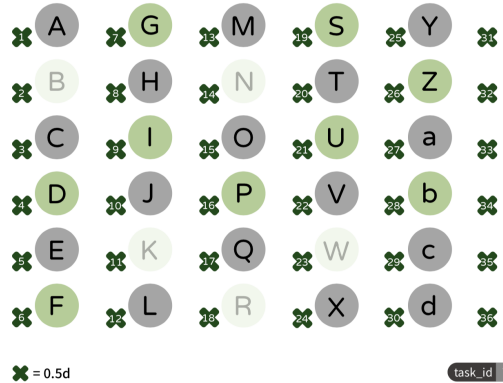 1 A 7 G 13 M 19 S 25 Y 31
2 B 8 H 14 N 20 T 26 Z 32
3 C 9 I 15 O 21 U 27 a 33
4 D 10 J 16 P 22 V 28 b 34
5 E 11 K 17 Q 23 W 29 c 35
6 F 12 L 18 R 24 X 30 d 36
= 0.5d task_id